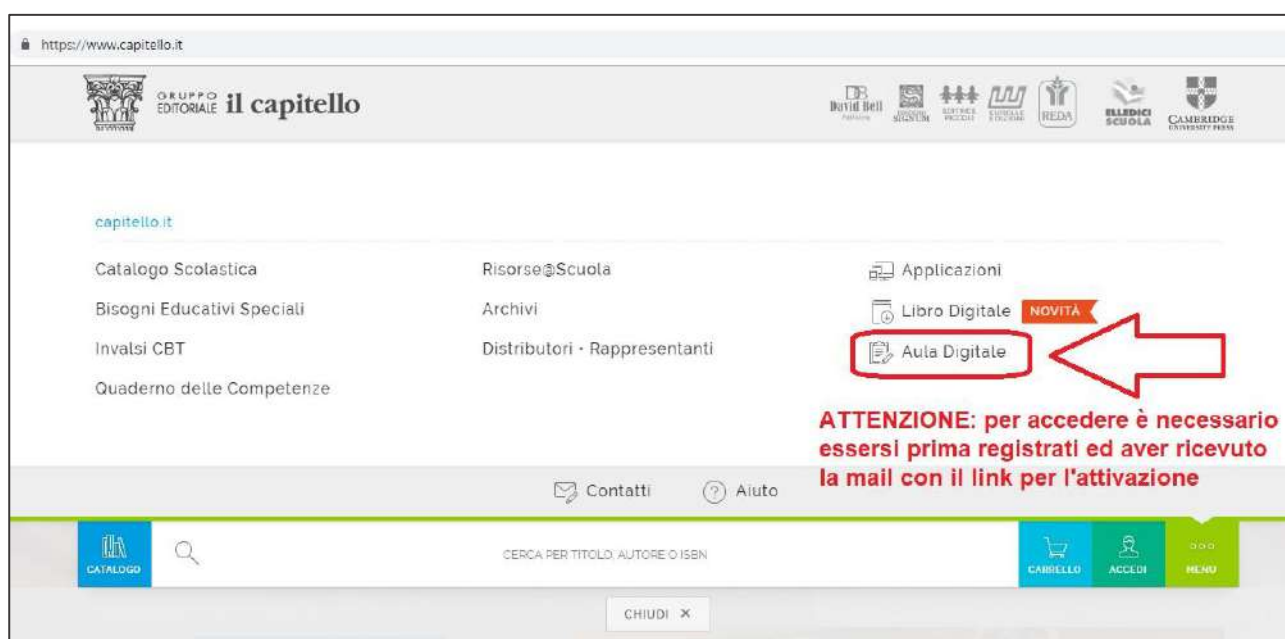 https://www.capitello.it
GRUPPO
EDITORIALE il capitello
DB
David Bell
REDA
ELLEDICI
SCUOLA
CAMBRIDGE
UNIVERSITY PRESS
capitello.it
Catalogo Scolastica
Risorse@Scuola
Applicazioni
Bisogni Educativi Speciali
Archivi
Libro Digitale NOVITÀ
Invalsi CBT
Distributori - Rappresentanti
Aula Digitale
Quaderno delle Competenze
ATTENZIONE: per accedere è necessario
essersi prima registrati ed aver ricevuto
la mail con il link per l'attivazione
Contatti
Aiuto
CATALOGO
CERCA PER TITOLO, AUTORE O ISBN
CARRELLO
ACCEDI
MENU
CHIUDI ×